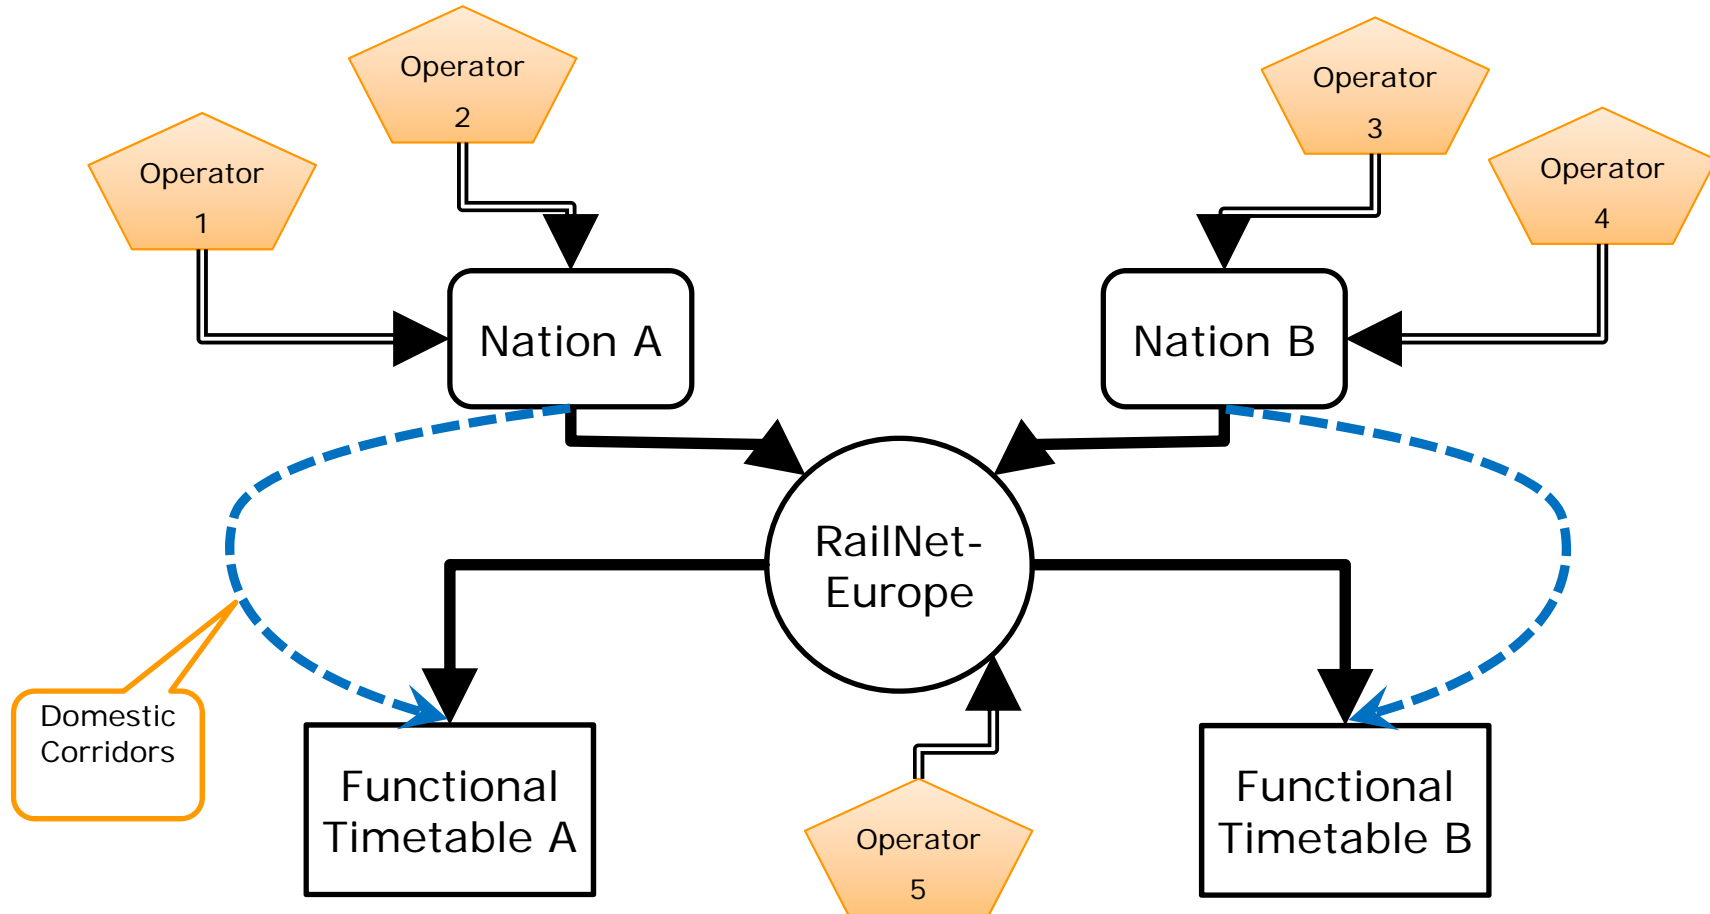 Operator
2
Operator
3
Operator
1
Operator
4
Nation A
Nation B
RailNet-
Europe
Domestic
Corridors
Functional
Timetable A
Functional
Timetable B
Operator
5